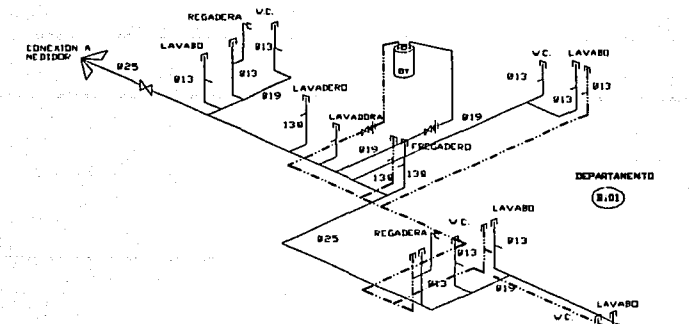 REGADERA
W.C.
CONEXION A
MEDIDOR
LAVABO
ø13
ø25
ø13
ø13
ø19
LAVADERO
13ø
LAVADORA
BT
ø19
FREGADERO
13ø
13ø
ø19
W.C.
LAVABO
ø13
ø13
ø13
DEPARTAMENTO
ø25
REGADERA
W.C.
LAVABO
ø13
ø13
ø13
ø19
W.C.
LAVABO